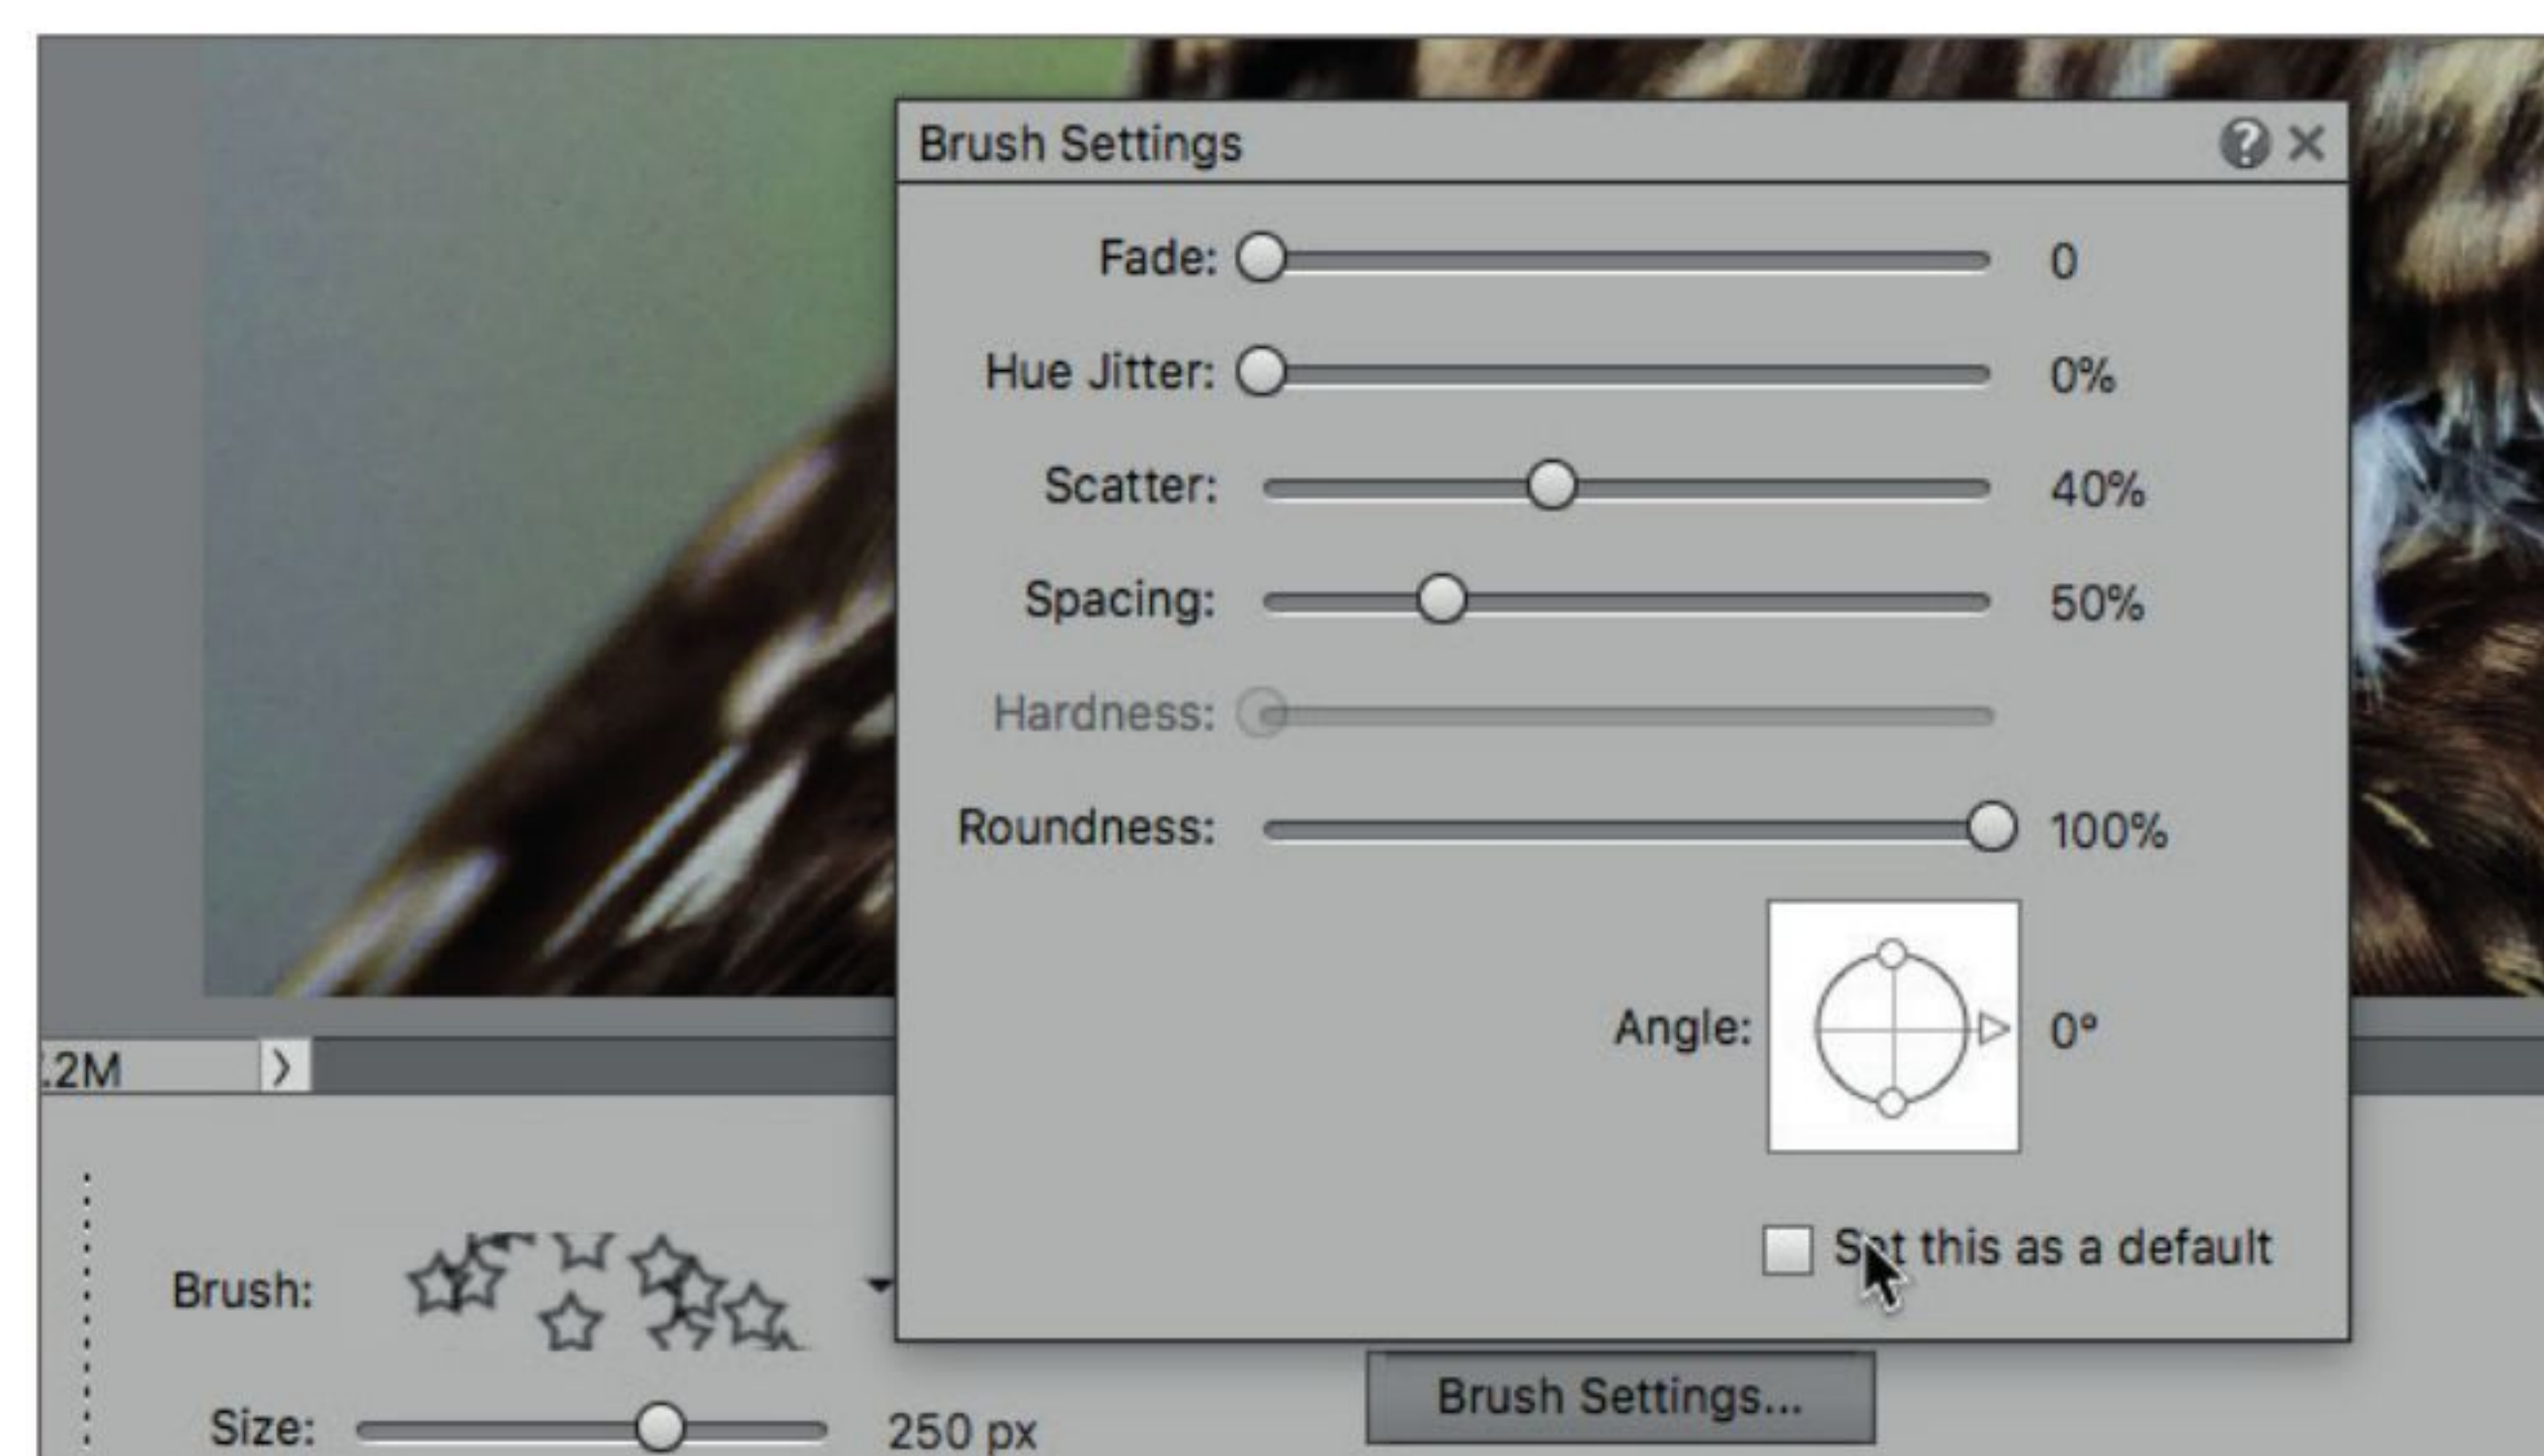 Brush Settings
Fade: 0
Hue Jitter: 0%
Scatter: 40%
Spacing: 50%
Hardness:
Roundness: 100%
Angle: 0°
Set this as a default
.2M
Brush:
Size: 250 px
Brush Settings...